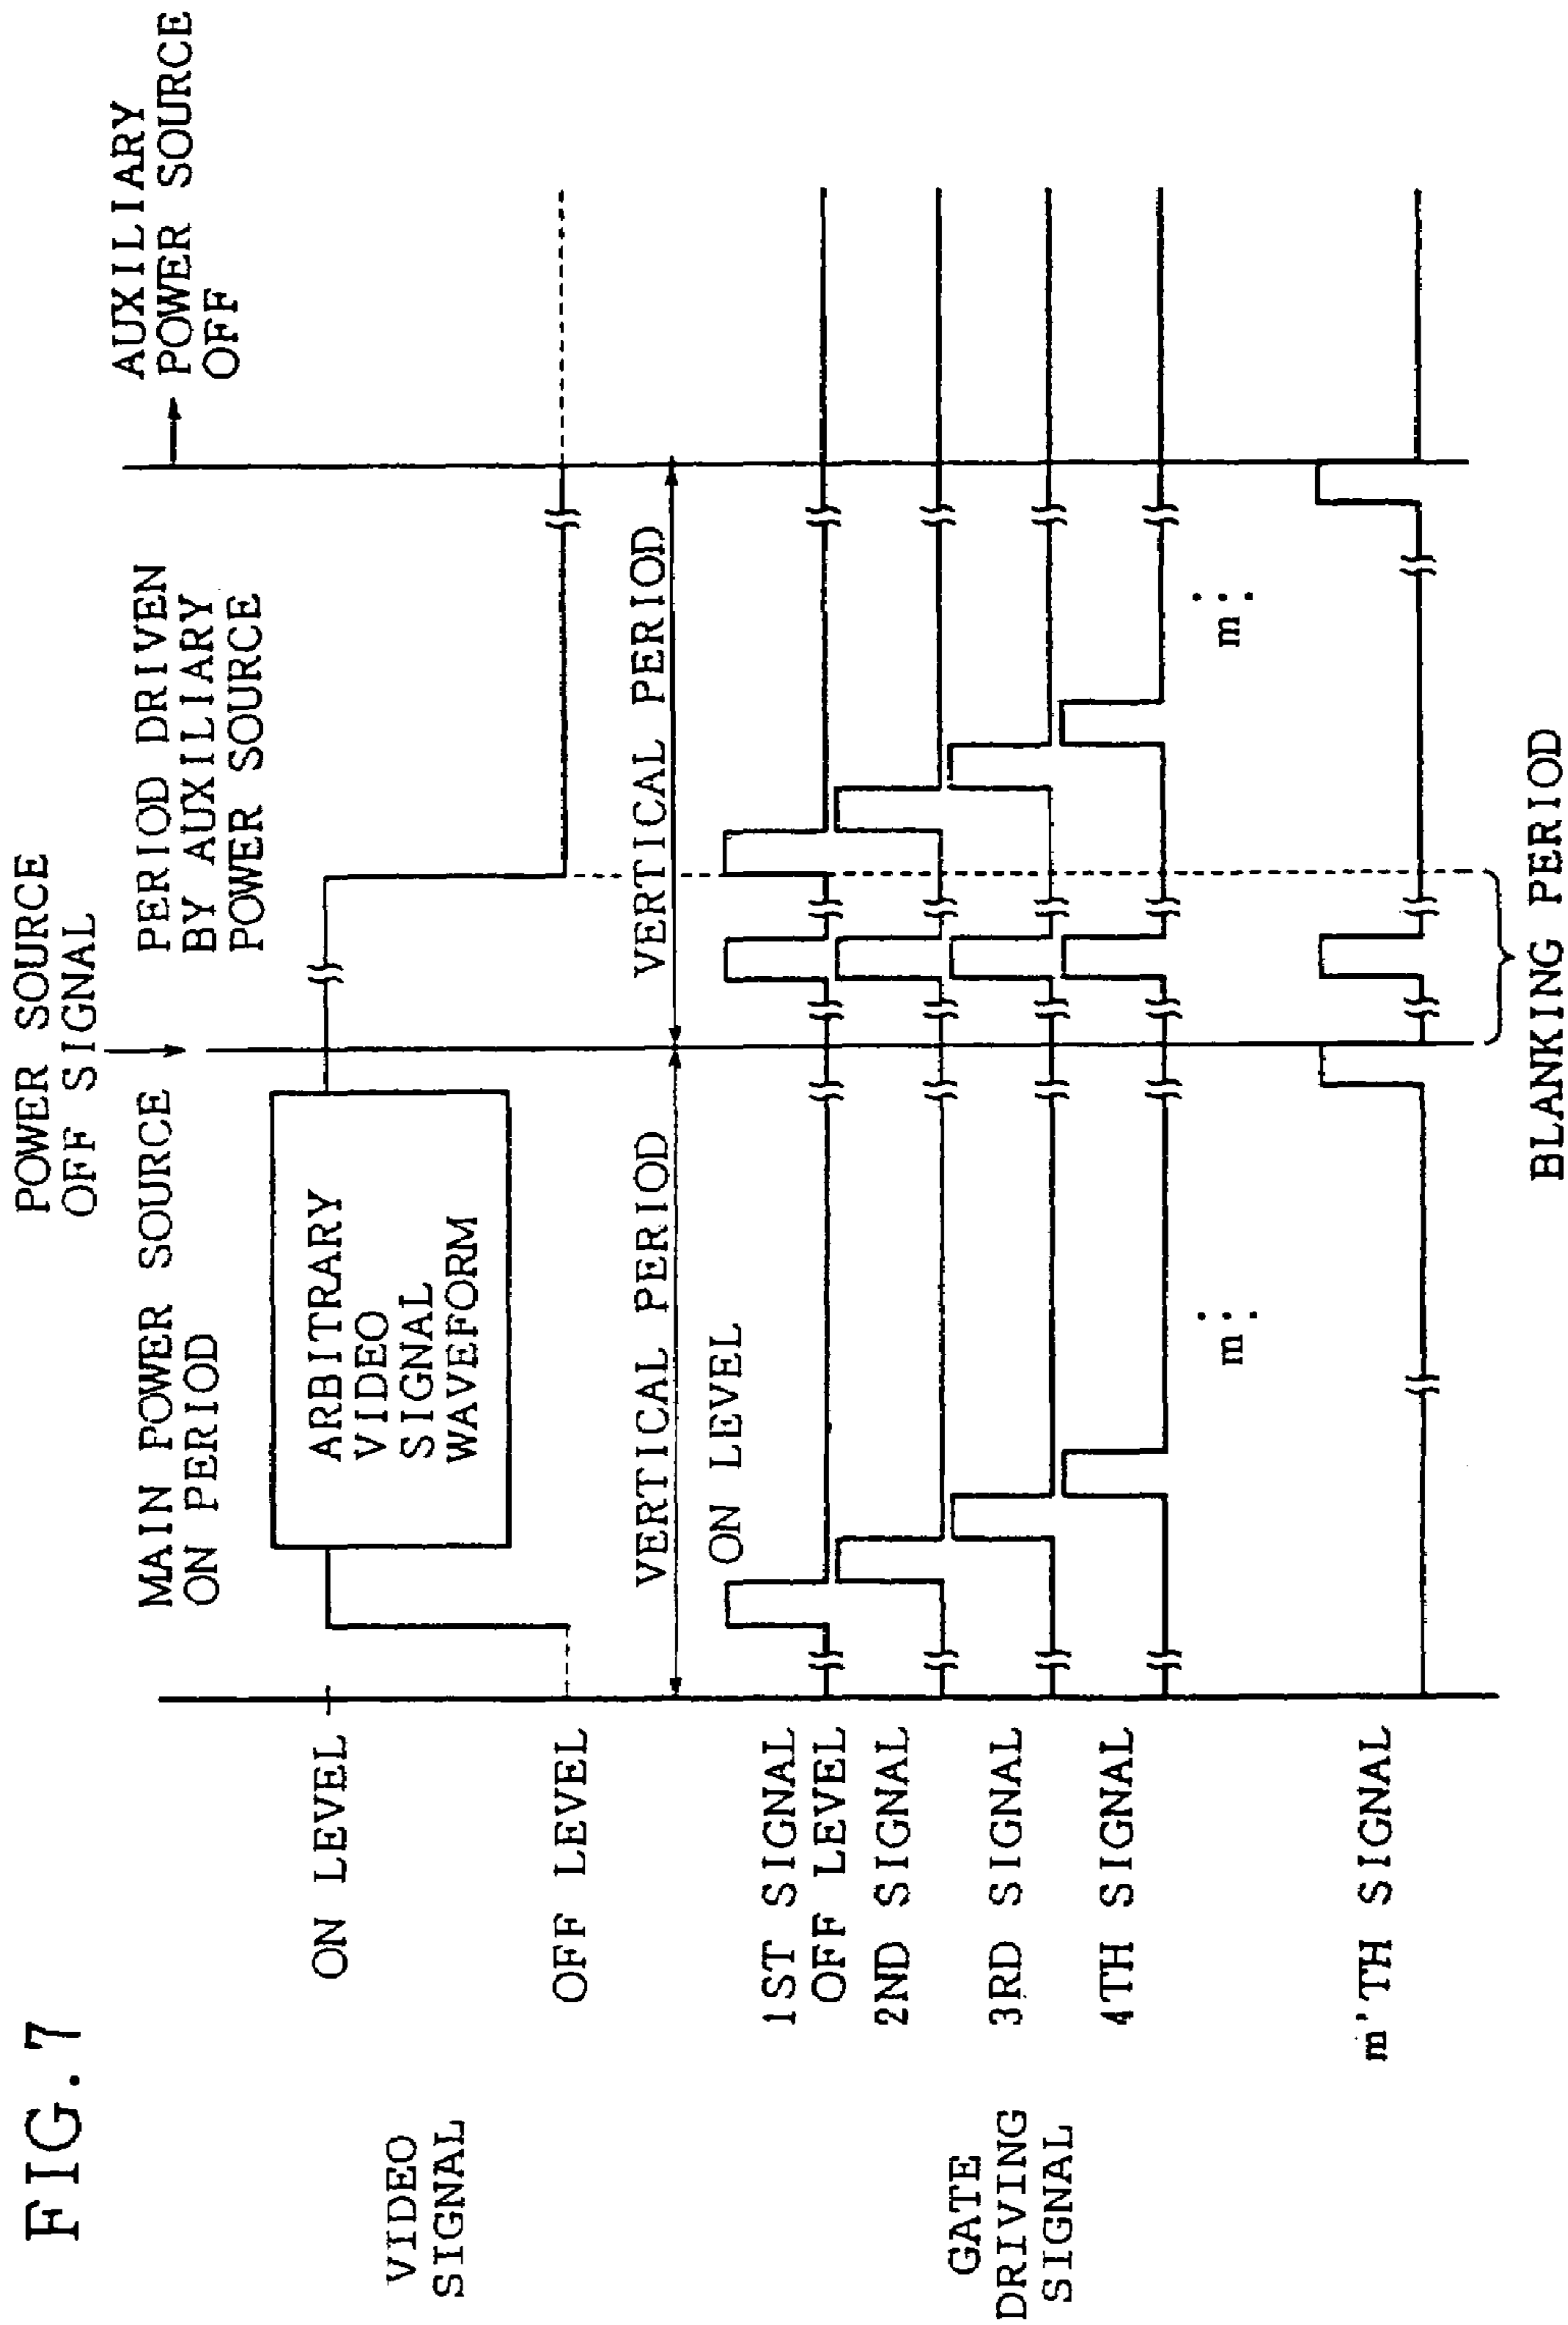 FIG. 7
POWER SOURCE
OFF SIGNAL
MAIN POWER SOURCE
ON PERIOD
PERIOD DRIVEN
BY AUXILIARY
POWER SOURCE
AUXILIARY
POWER SOURCE
OFF
VIDEO
SIGNAL
ON LEVEL
OFF LEVEL
ARBITRARY
VIDEO
SIGNAL
WAVEFORM
VERTICAL PERIOD
VERTICAL PERIOD
ON LEVEL
GATE
DRIVING
SIGNAL
1ST SIGNAL
OFF LEVEL
2ND SIGNAL
3RD SIGNAL
4TH SIGNAL
m
m
m'TH SIGNAL
BLANKING PERIOD